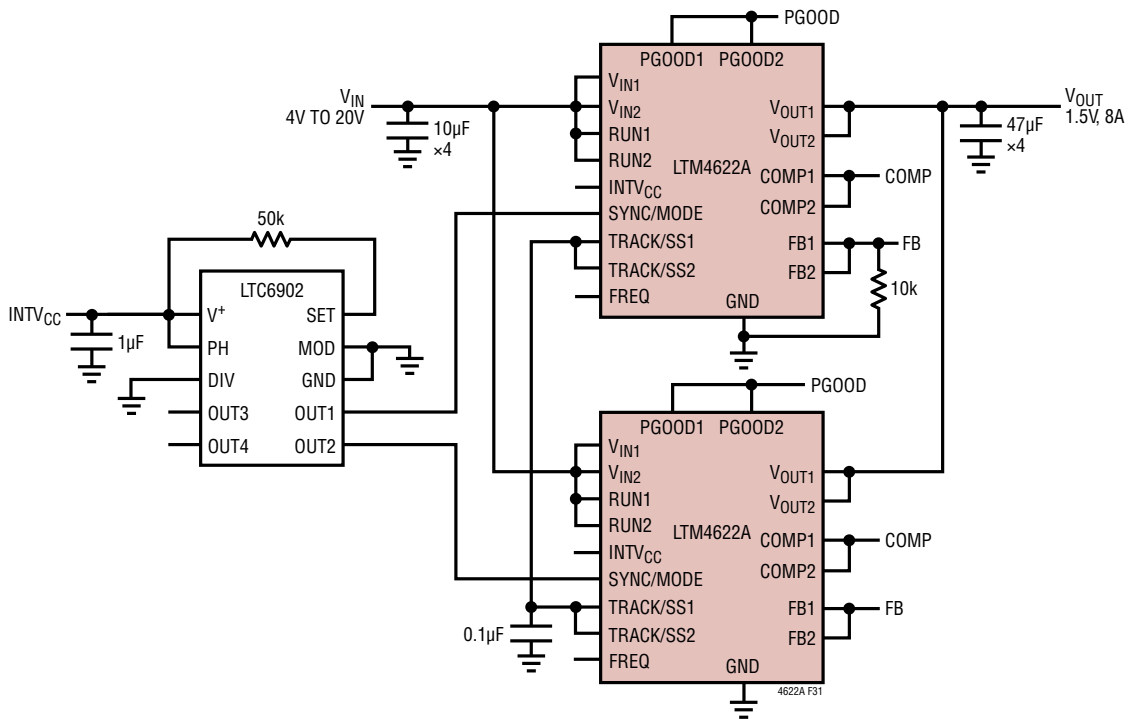 PGOOD
PGOOD1 PGOOD2
VIN
4V TO 20V
10µF
×4
VIN1
VIN2
RUN1
RUN2
INTVCC
SYNC/MODE
TRACK/SS1
TRACK/SS2
FREQ
LTM4622A
VOUT1
VOUT2
COMP1
COMP2
FB1
FB2
GND
COMP
FB
10k
VOUT
1.5V, 8A
47µF
×4
50k
LTC6902
INTVCC
1µF
V+
PH
DIV
OUT3
OUT4
SET
MOD
GND
OUT1
OUT2
PGOOD
PGOOD1 PGOOD2
VIN1
VIN2
RUN1
RUN2
INTVCC
SYNC/MODE
TRACK/SS1
TRACK/SS2
FREQ
LTM4622A
VOUT1
VOUT2
COMP1
COMP2
FB1
FB2
GND
COMP
FB
0.1µF
4622A F31